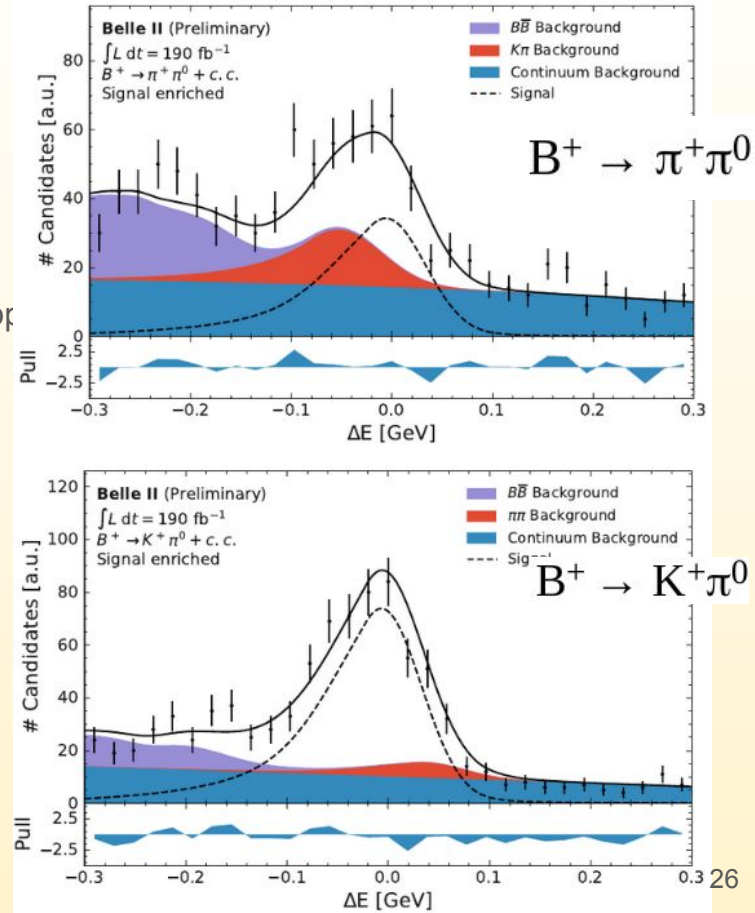 Belle II (Preliminary)
∫L dt = 190 fb⁻¹
B⁺ → π⁺π⁰ + c. c.
Signal enriched
BB̅ Background
Kπ Background
Continuum Background
Signal
B⁺ → π⁺π⁰
# Candidates [a.u.]
80
60
40
20
0
Pull
2.5
−2.5
−0.3 −0.2 −0.1 0.0 0.1 0.2 0.3
ΔE [GeV]
Belle II (Preliminary)
∫L dt = 190 fb⁻¹
B⁺ → K⁺π⁰ + c. c.
Signal enriched
BB̅ Background
ππ Background
Continuum Background
B⁺ → K⁺π⁰
# Candidates [a.u.]
120
100
80
60
40
20
0
Pull
2.5
−2.5
−0.3 −0.2 −0.1 0.0 0.1 0.2 0.3
ΔE [GeV]
26